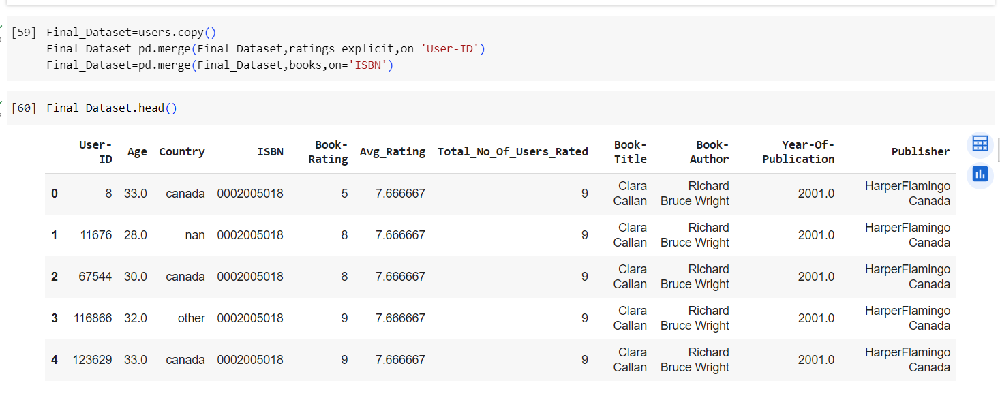 [59] Final_Dataset=users.copy()
Final_Dataset=pd.merge(Final_Dataset,ratings_explicit,on='User-ID')
Final_Dataset=pd.merge(Final_Dataset,books,on='ISBN')
[60] Final_Dataset.head()
User-ID Age Country ISBN Book-Rating Avg_Rating Total_No_Of_Users_Rated Book-Title Book-Author Year-Of-Publication Publisher
0 8 33.0 canada 0002005018 5 7.666667 9 Clara Callan Richard Bruce Wright 2001.0 HarperFlamingo Canada
1 11676 28.0 nan 0002005018 8 7.666667 9 Clara Callan Richard Bruce Wright 2001.0 HarperFlamingo Canada
2 67544 30.0 canada 0002005018 8 7.666667 9 Clara Callan Richard Bruce Wright 2001.0 HarperFlamingo Canada
3 116866 32.0 other 0002005018 9 7.666667 9 Clara Callan Richard Bruce Wright 2001.0 HarperFlamingo Canada
4 123629 33.0 canada 0002005018 9 7.666667 9 Clara Callan Richard Bruce Wright 2001.0 HarperFlamingo Canada